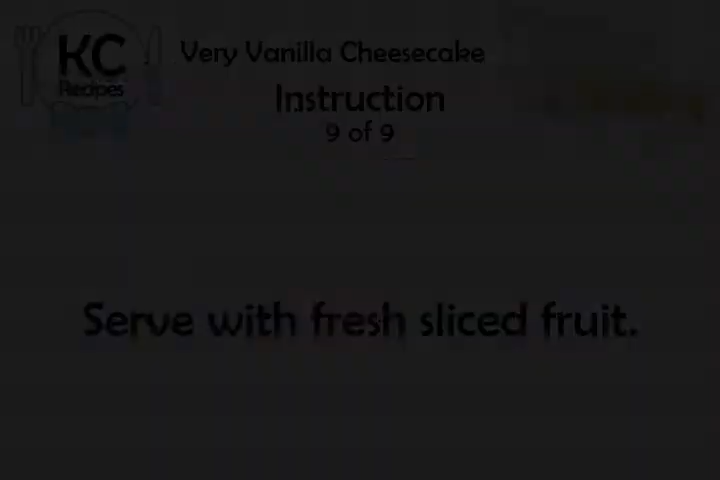 KC
Recipes
Very Vanilla Cheesecake
Instruction
9 of 9
Serve with fresh sliced fruit.